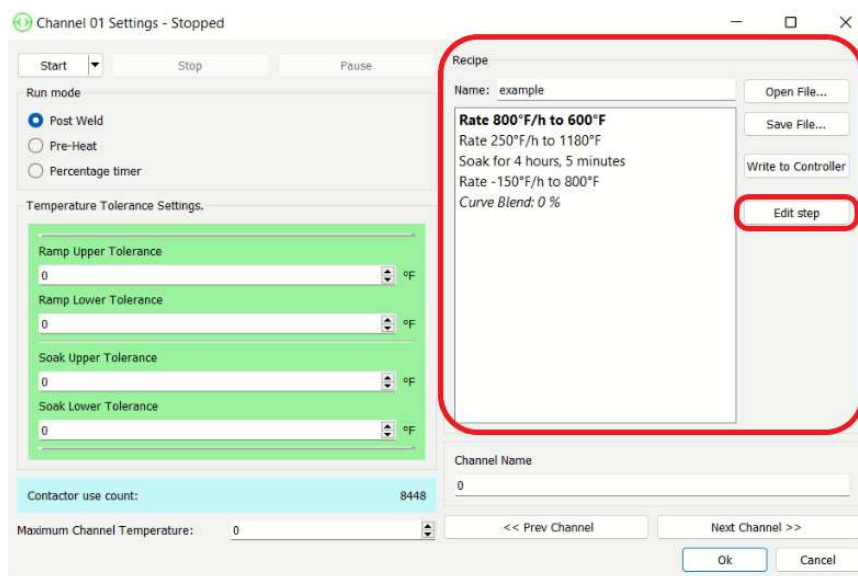 Channel 01 Settings - Stopped
Start
Stop
Pause
Run mode
Post Weld
Pre-Heat
Percentage timer
Temperature Tolerance Settings.
Ramp Upper Tolerance
0 °F
Ramp Lower Tolerance
0 °F
Soak Upper Tolerance
0 °F
Soak Lower Tolerance
0 °F
Contactor use count: 8448
Maximum Channel Temperature: 0
Recipe
Name: example
Rate 800°F/h to 600°F
Rate 250°F/h to 1180°F
Soak for 4 hours, 5 minutes
Rate -150°F/h to 800°F
Curve Blend: 0 %
Open File...
Save File...
Write to Controller
Edit step
Channel Name
0
<< Prev Channel
Next Channel >>
Ok
Cancel